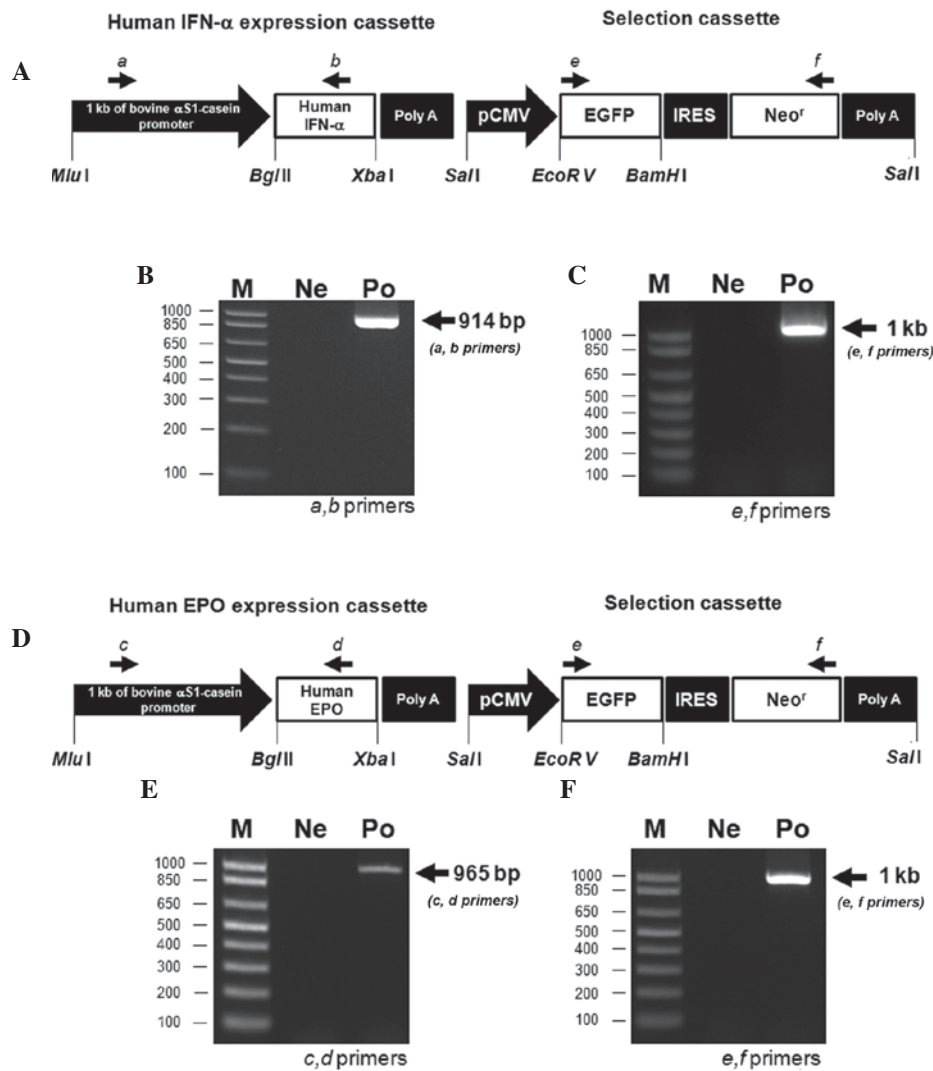 Human IFN-α expression cassette
Selection cassette
A
a
b
e
f
1 kb of bovine αS1-casein
promoter
Human
IFN-α
Poly A
pCMV
EGFP
IRES
Neoʳ
Poly A
Mlu I
Bgl II
Xba I
Sal I
EcoR V
BamH I
Sal I
B
M Ne Po
1000
850
650
500
400
300
200
100
914 bp
(a, b primers)
a,b primers
C
M Ne Po
1000
850
650
500
400
300
200
100
1 kb
(e, f primers)
e,f primers
Human EPO expression cassette
Selection cassette
D
c
d
e
f
1 kb of bovine αS1-casein
promoter
Human
EPO
Poly A
pCMV
EGFP
IRES
Neoʳ
Poly A
Mlu I
Bgl II
Xba I
Sal I
EcoR V
BamH I
Sal I
E
M Ne Po
1000
850
650
500
400
300
200
100
965 bp
(c, d primers)
c,d primers
F
M Ne Po
1000
850
650
500
400
300
200
100
1 kb
(e, f primers)
e,f primers